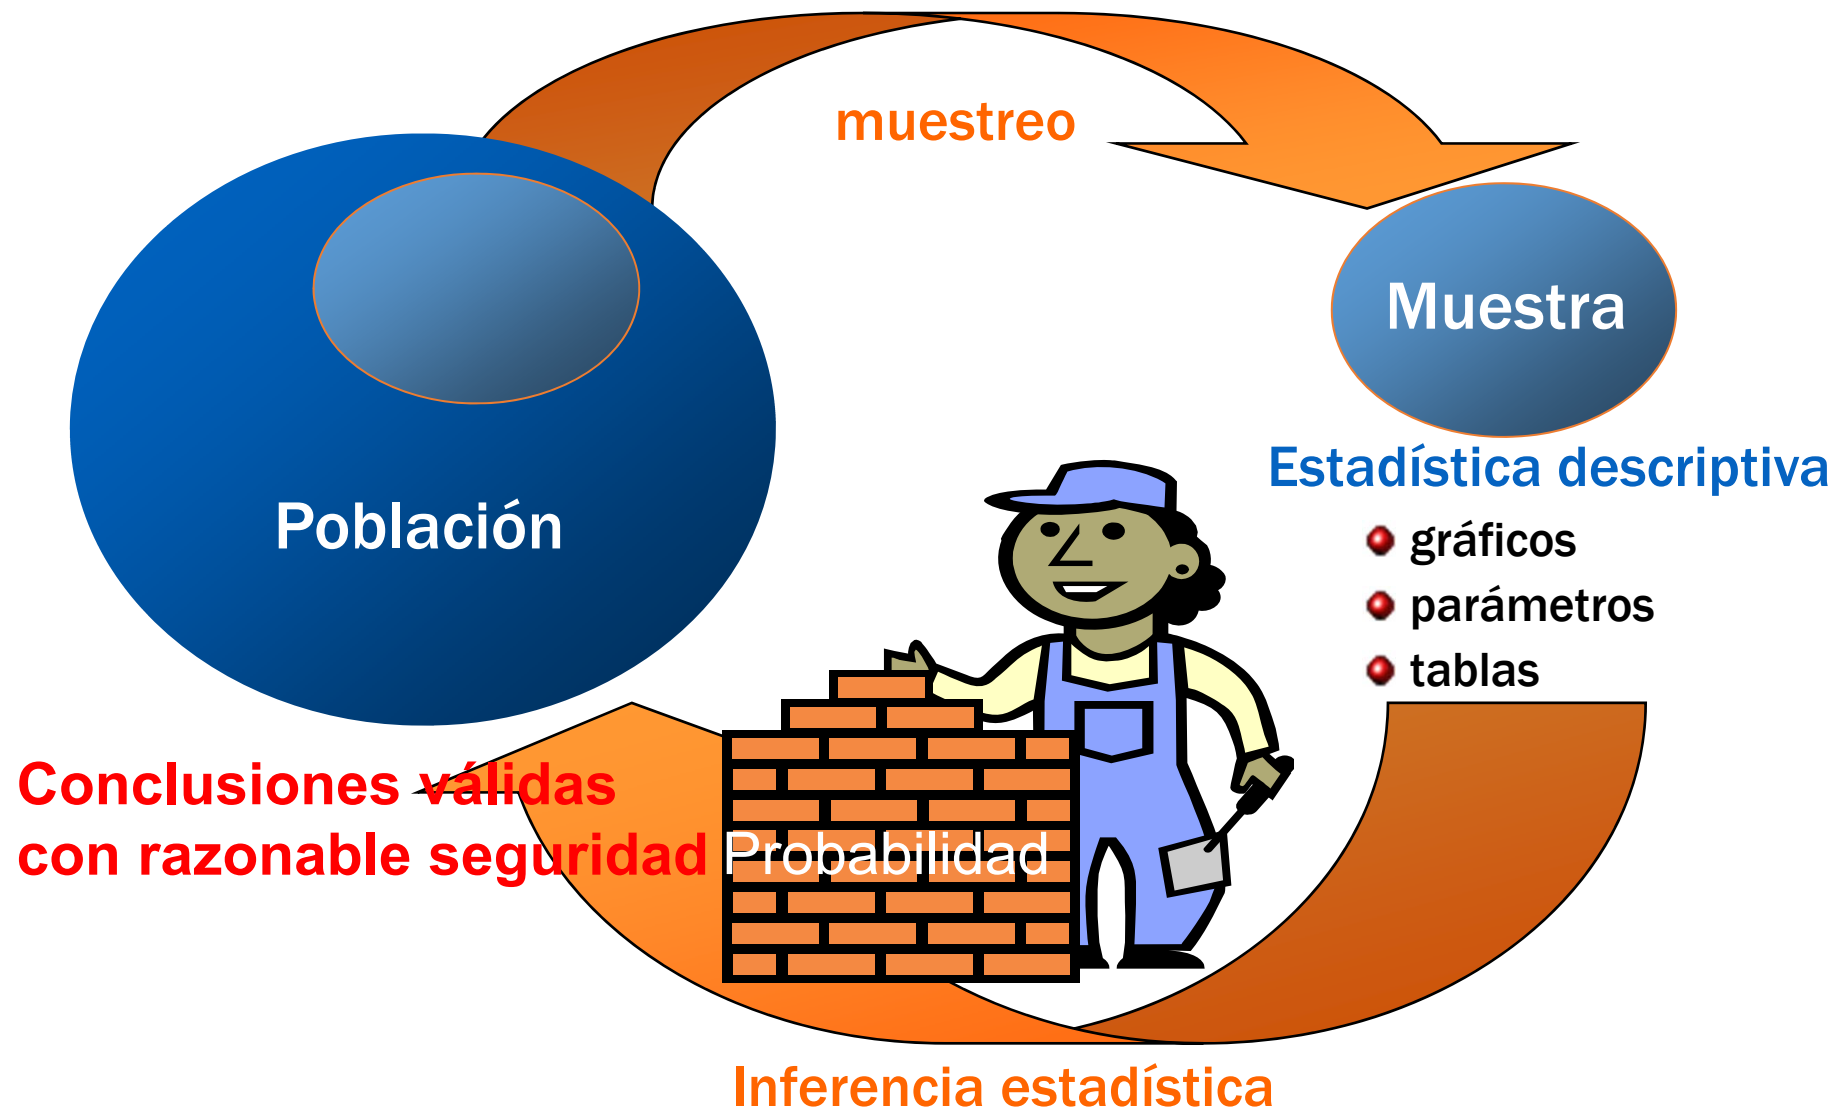 muestreo
Muestra
Población
Estadística descriptiva
gráficos
parámetros
tablas
Conclusiones válidas
con razonable seguridad
Probabilidad
Inferencia estadística